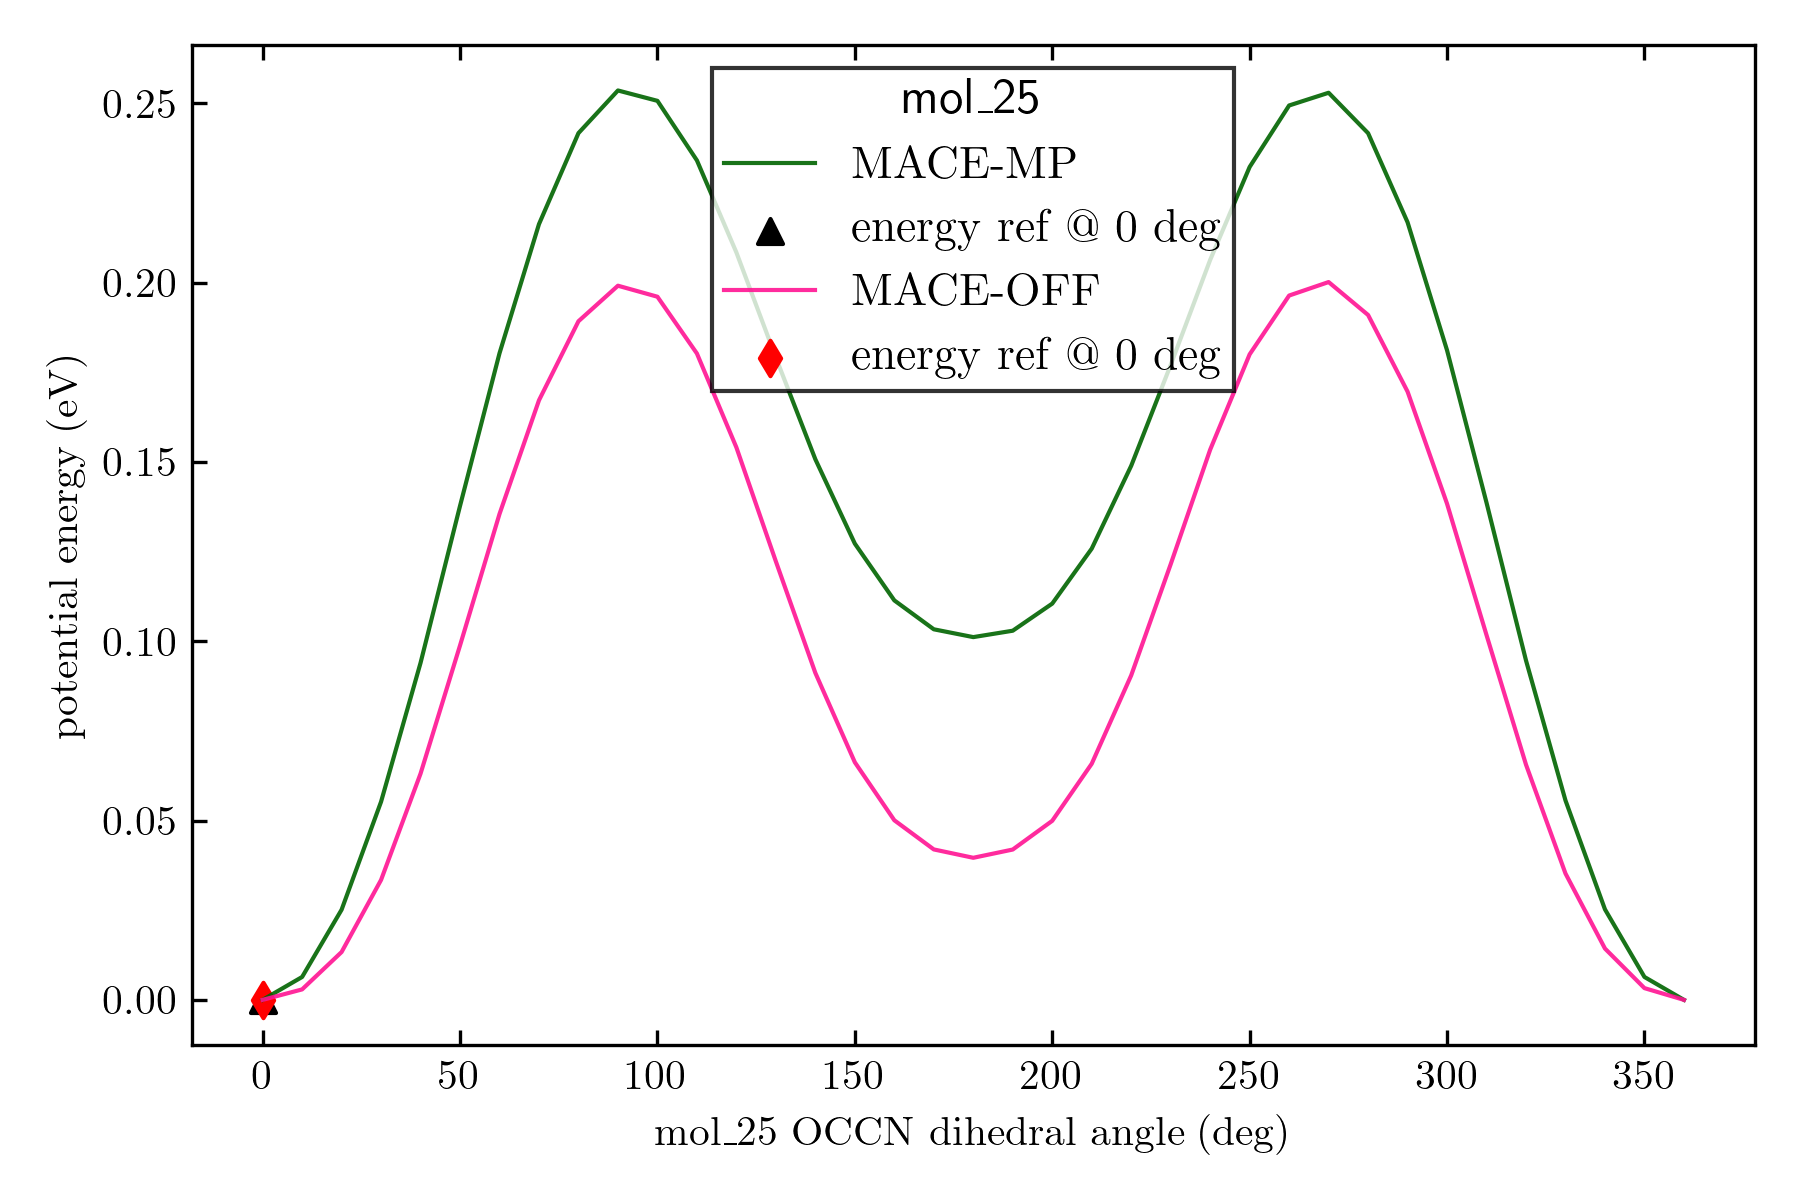 mol_25
MACE-MP
energy ref @ 0 deg
MACE-OFF
energy ref @ 0 deg
0.25
0.20
0.15
0.10
0.05
0.00
potential energy (eV)
0 50 100 150 200 250 300 350
mol_25 OCCN dihedral angle (deg)